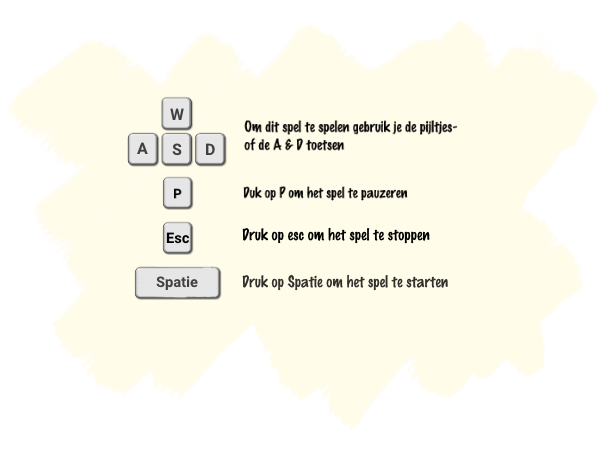 W
A S D
Om dit spel te spelen gebruik je de pijltjes-
of de A & D toetsen
P
Duk op P om het spel te pauzeren
Esc
Druk op esc om het spel te stoppen
Spatie
Druk op Spatie om het spel te starten